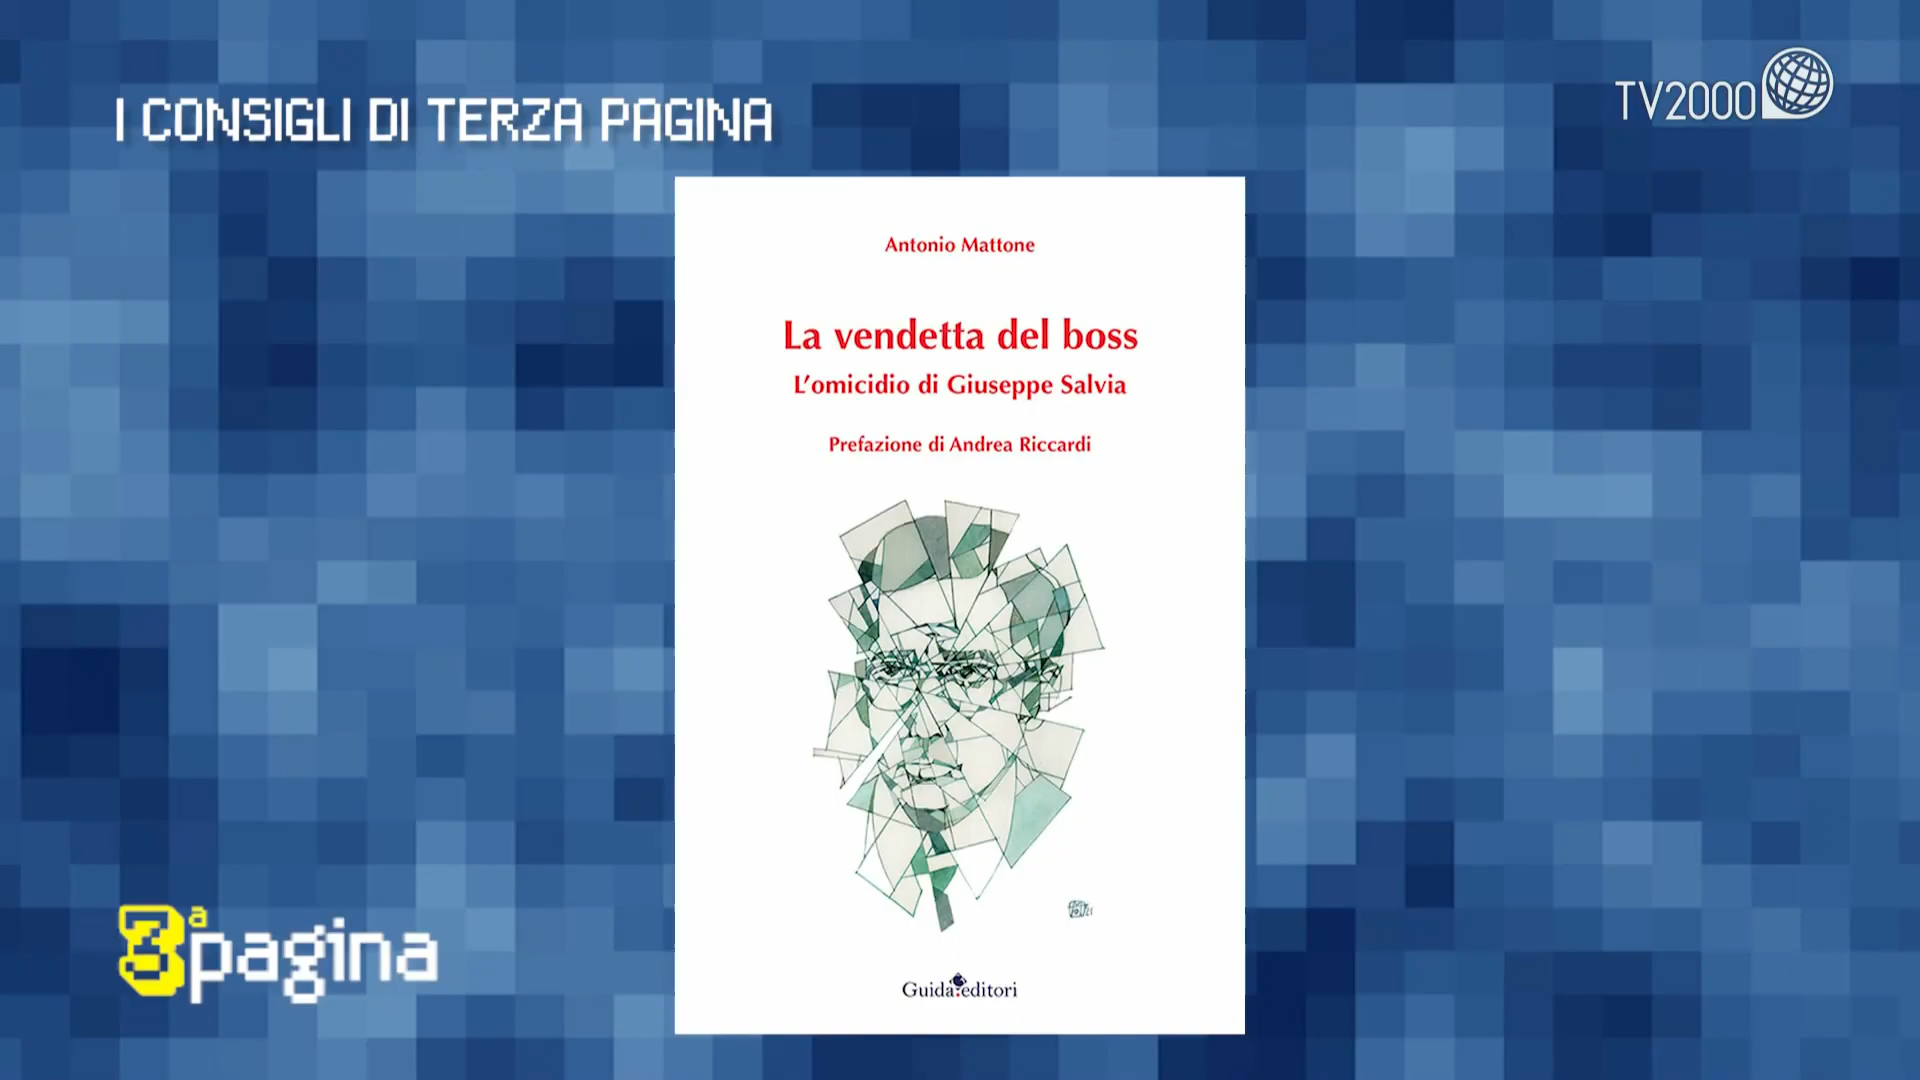 I CONSIGLI DI TERZA PAGINA
TV2000
Antonio Mattone
La vendetta del boss
L'omicidio di Giuseppe Salvia
Prefazione di Andrea Riccardi
Guida editori
3ª pagina